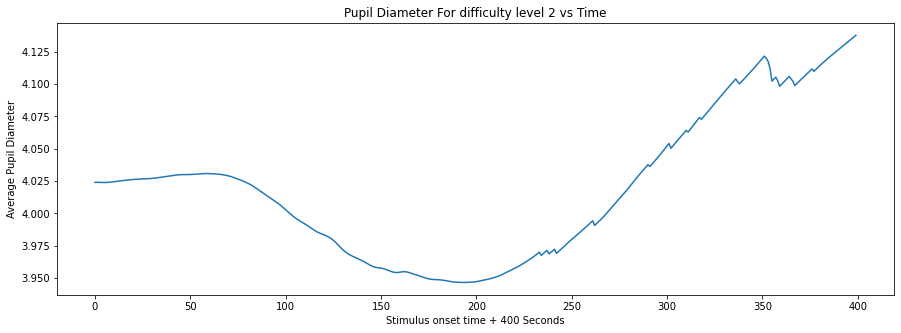 Pupil Diameter For difficulty level 2 vs Time
Average Pupil Diameter
4.125
4.100
4.075
4.050
4.025
4.000
3.975
3.950
0 50 100 150 200 250 300 350 400
Stimulus onset time + 400 Seconds